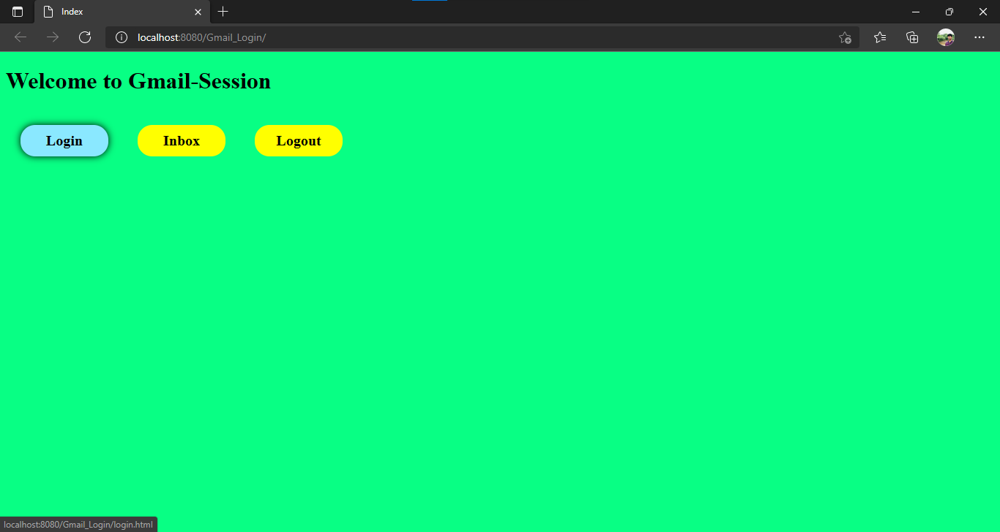 Index
localhost:8080/Gmail_Login/
Welcome to Gmail-Session
Login Inbox Logout
localhost:8080/Gmail_Login/login.html